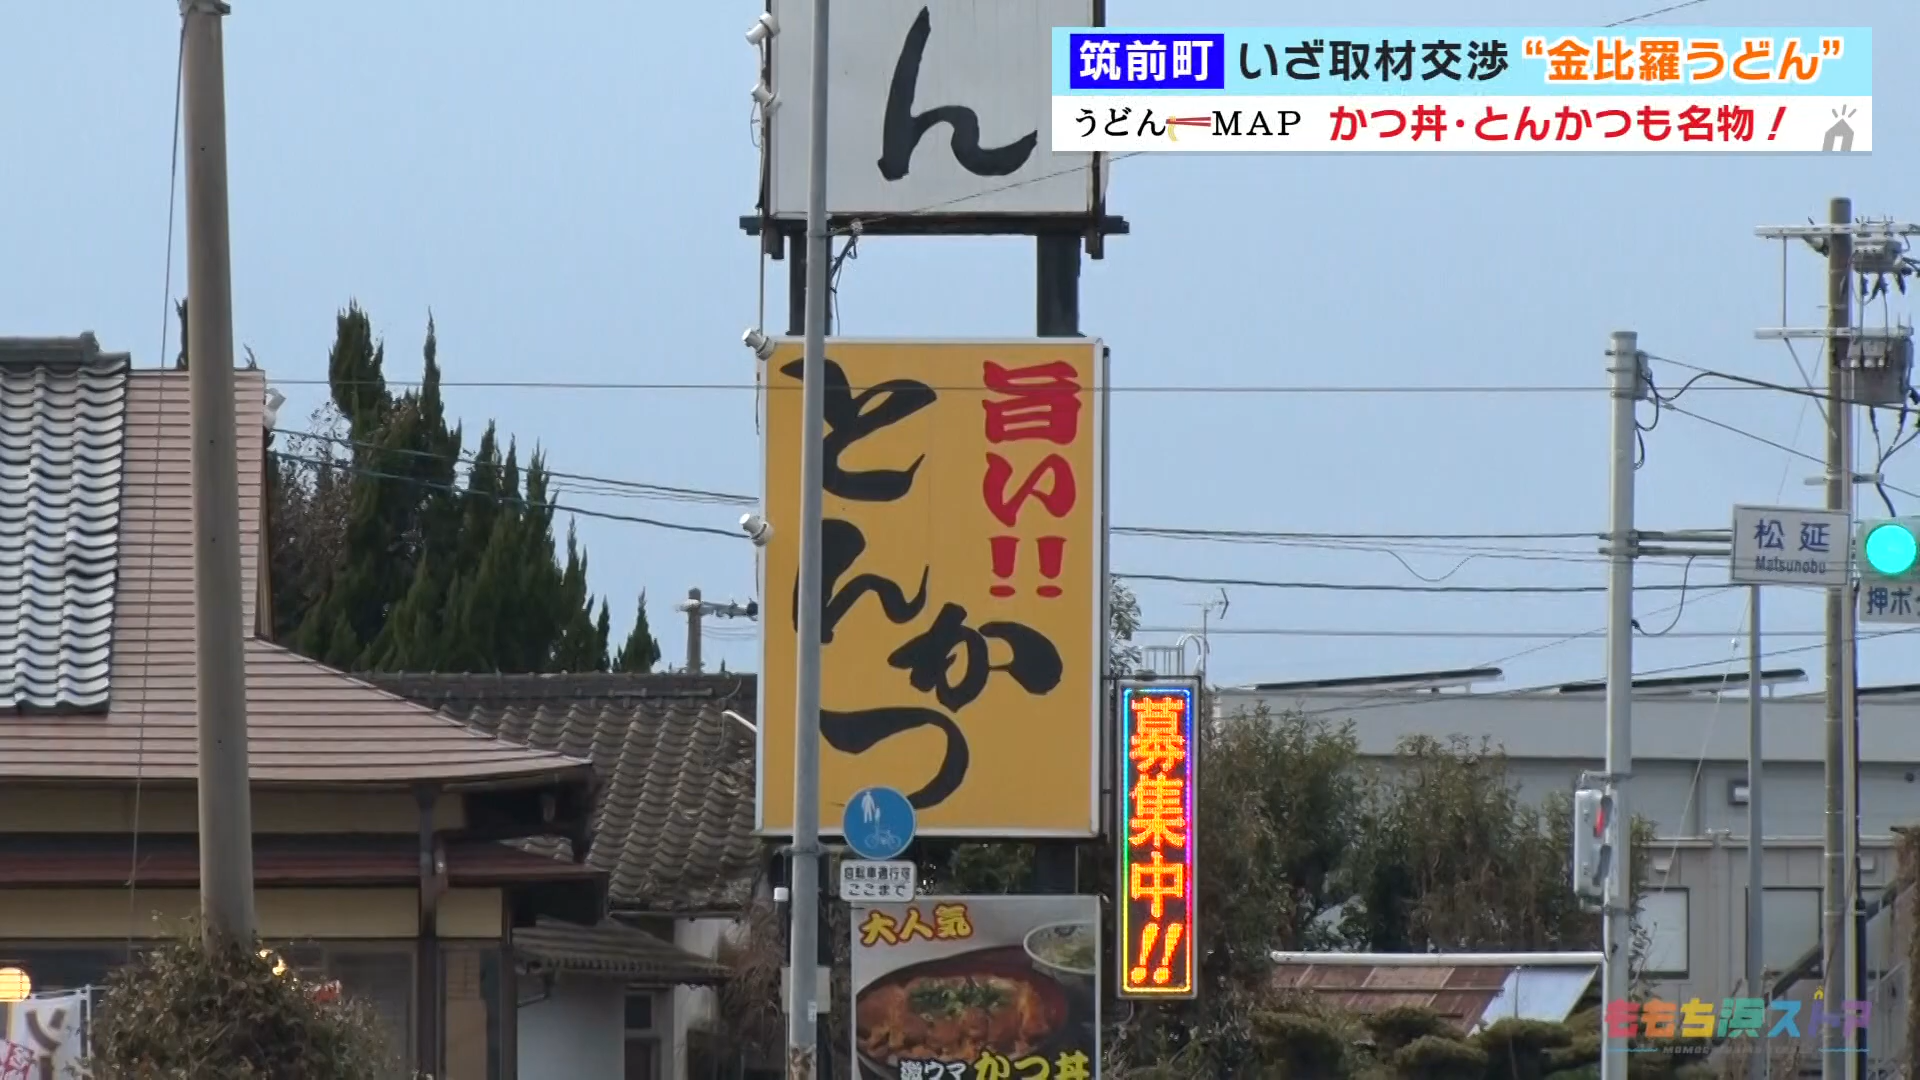 筑前町 いざ取材交渉 “金比羅うどん”
うどんMAP かつ丼・とんかつも名物！
ん
旨い!!
とんかつ
松延
Matsunobu
押ボ
募集中!!
自転車通行可
ここまで
大人気
激ウマ かつ丼
ももち浜ストア
MOMOCHIHAMA STORE